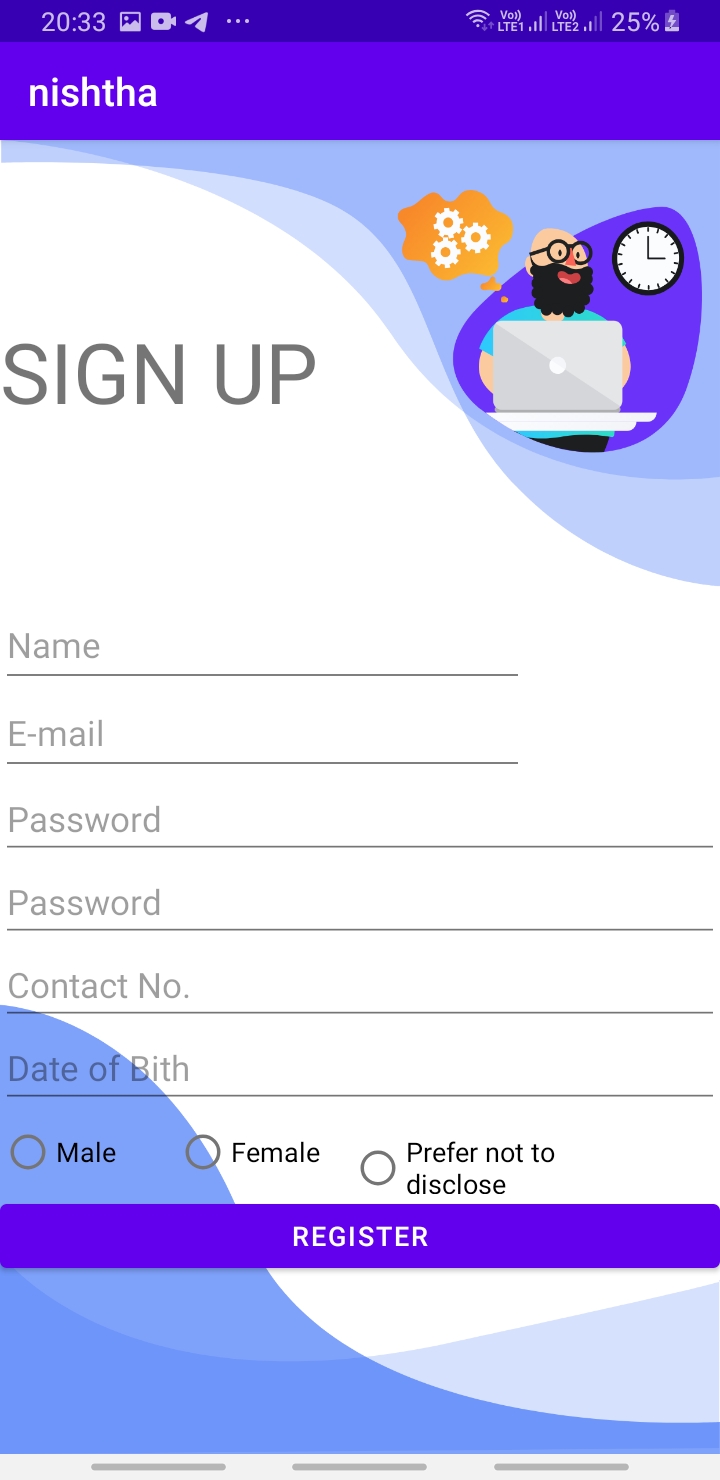 20:33 Vo)) LTE1 Vo)) LTE2 25%
nishtha
SIGN UP
Name
E-mail
Password
Password
Contact No.
Date of Bith
Male Female Prefer not to
disclose
REGISTER